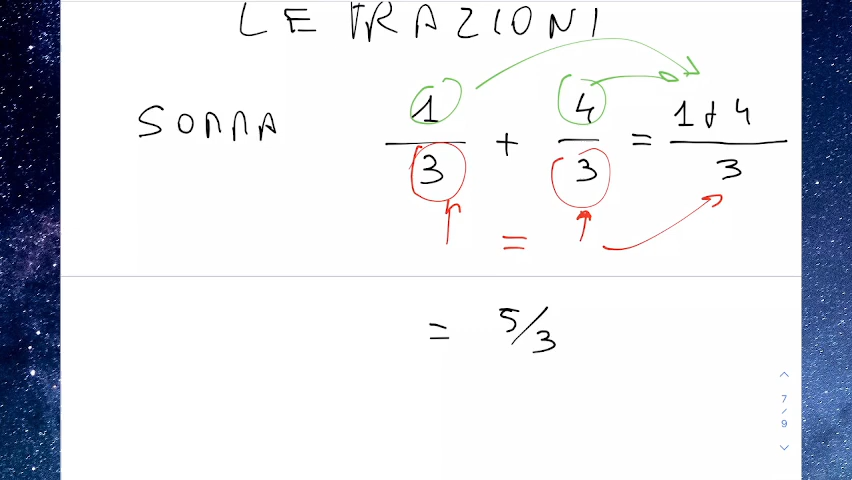 LE FRAZIONI
SOMMA 1/3 + 4/3 = 1+4/3
=
= 5/3
7
/
9